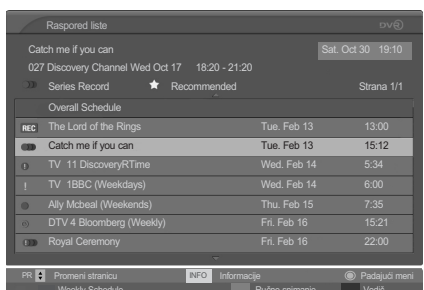 Raspored liste DVB
Catch me if you can Sat. Oct 30 19:10
027 Discovery Channel Wed Oct 17 18:20 - 21:20
Series Record Recommended Strana 1/1
Overall Schedule
REC The Lord of the Rings Tue. Feb 13 13:00
Catch me if you can Tue. Feb 13 15:12
TV 11 DiscoveryRTime Wed. Feb 14 5:34
! TV 1BBC (Weekdays) Wed. Feb 14 6:00
Ally Mcbeal (Weekends) Thu. Feb 15 7:35
DTV 4 Bloomberg (Weekly) Fri. Feb 16 15:21
Royal Ceremony Fri. Feb 16 22:00
PR Promeni stranicu INFO Informacije Padajući meni
Weekly Schedule Ručno snimanje Vodič